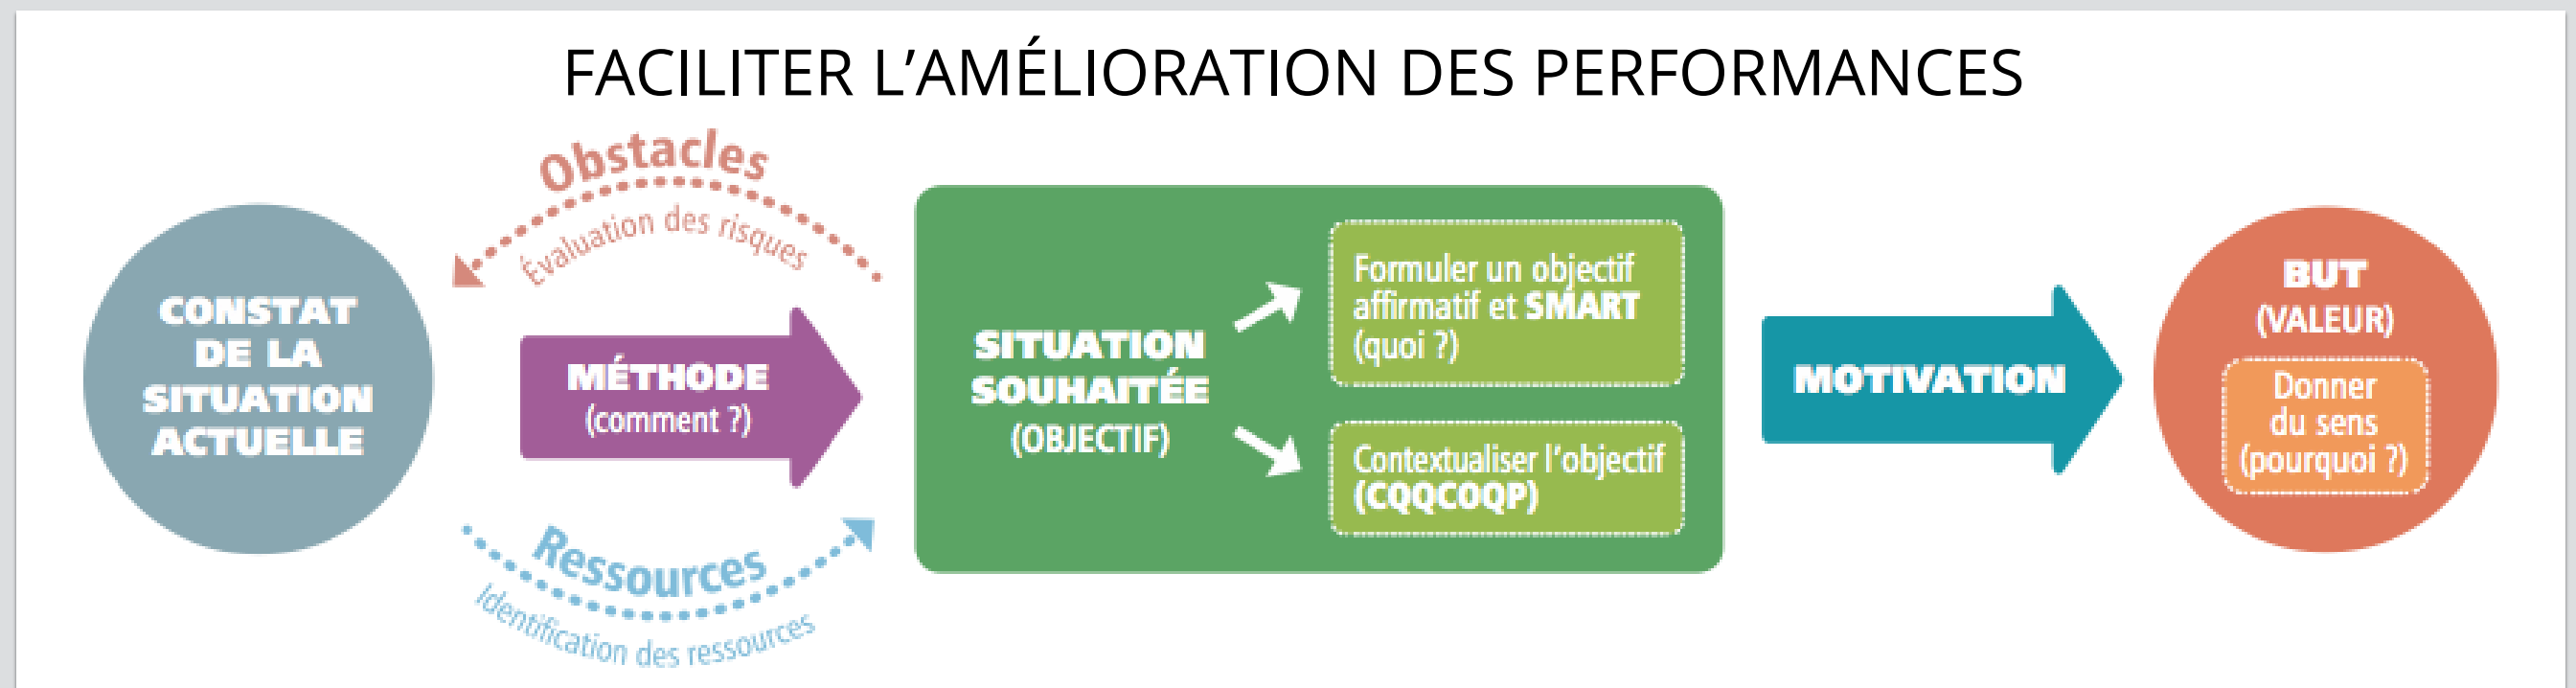 FACILITER L’AMÉLIORATION DES PERFORMANCES
CONSTAT
DE LA
SITUATION
ACTUELLE
Obstacles
Évaluation des risques
MÉTHODE
(comment ?)
Ressources
Identification des ressources
SITUATION
SOUHAITÉE
(OBJECTIF)
Formuler un objectif
affirmatif et SMART
(quoi ?)
Contextualiser l’objectif
(CQQCOQP)
MOTIVATION
BUT
(VALEUR)
Donner
du sens
(pourquoi ?)